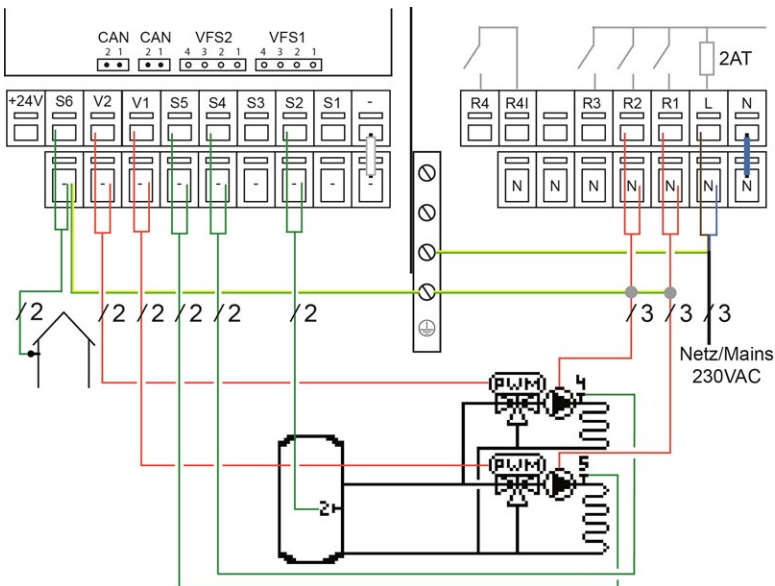 CAN CAN VFS2 VFS1
2 1 2 1 4 3 2 1 4 3 2 1
2AT
+24V S6 V2 V1 S5 S4 S3 S2 S1 - R4 R4I R3 R2 R1 L N
- - - - - - - - N N N N N N N
/2 /2 /2 /2 /2 /2 /3 /3 /3
Netz/Mains
230VAC
PWM 4
PWM 5
2